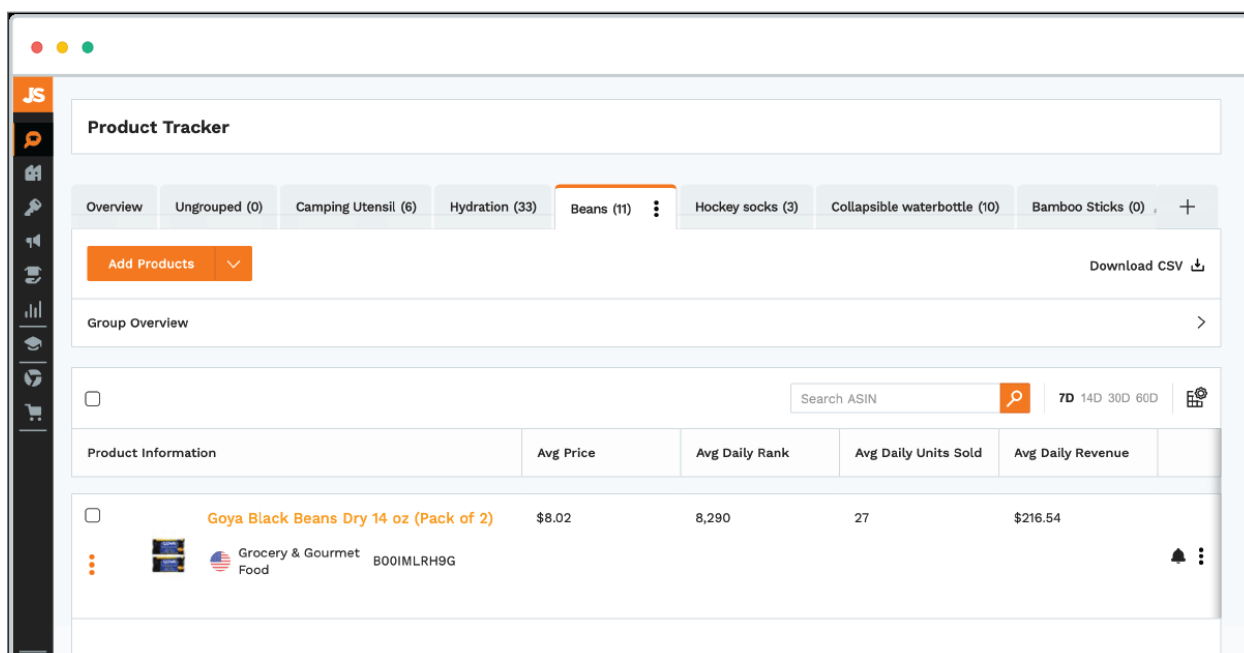 JS
Product Tracker
Overview
Ungrouped (0)
Camping Utensil (6)
Hydration (33)
Beans (11)
Hockey socks (3)
Collapsible waterbottle (10)
Bamboo Sticks (0)
Add Products
Download CSV
Group Overview
Search ASIN
7D 14D 30D 60D
Product Information
Avg Price
Avg Daily Rank
Avg Daily Units Sold
Avg Daily Revenue
Goya Black Beans Dry 14 oz (Pack of 2)
$8.02
8,290
27
$216.54
Grocery & Gourmet
Food
B00IMLRH9G